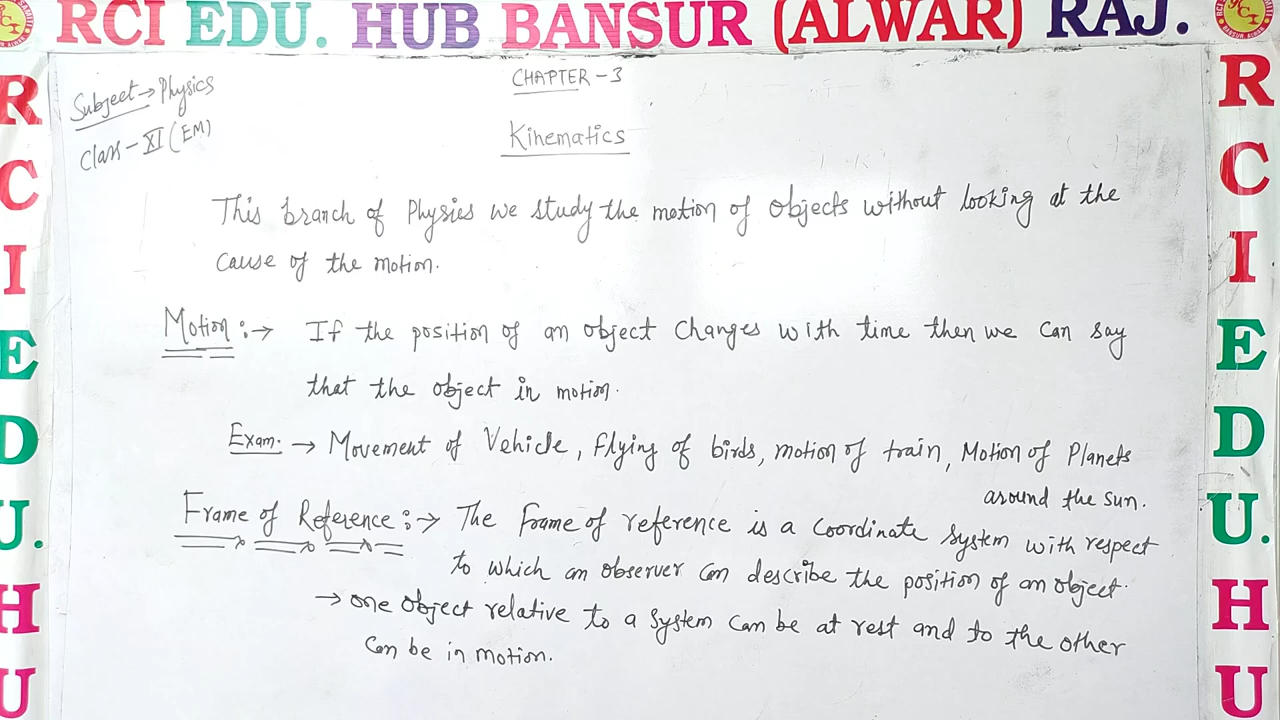 RCI EDU. HUB BANSUR (ALWAR) RAJ.
R
C
I
E
D
U.
H
U
Subject → Physics
Class - XI (EM)
CHAPTER - 3
Kinematics
This branch of Physics we study the motion of objects without looking at the
cause of the motion.
Motion :→ If the position of an object changes with time then we can say
that the object in motion.
Exam. → Movement of Vehicle, flying of birds, motion of train, Motion of Planets
around the sun.
Frame of Reference :→ The frame of reference is a coordinate system with respect
to which an observer can describe the position of an object.
→ one object relative to a system can be at rest and to the other
can be in motion.
R
C
I
E
D
U.
H
U